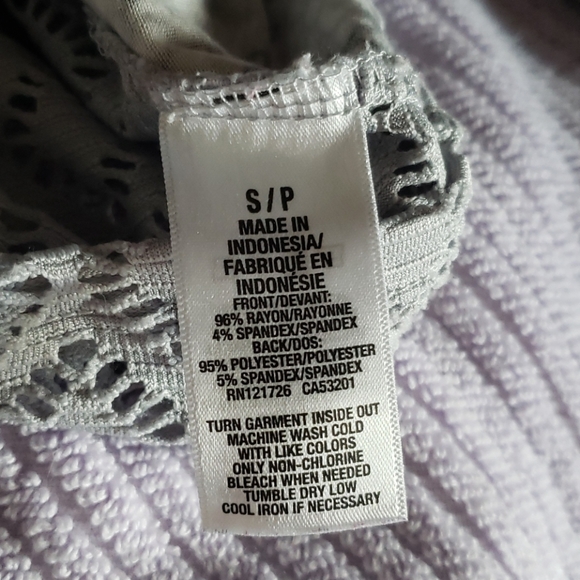 S / P
MADE IN
INDONESIA/
FABRIQUÉ EN
INDONÉSIE
FRONT/DEVANT:
96% RAYON/RAYONNE
4% SPANDEX/SPANDEX
BACK/DOS:
95% POLYESTER/POLYESTER
5% SPANDEX/SPANDEX
RN121726 CA53201
TURN GARMENT INSIDE OUT
MACHINE WASH COLD
WITH LIKE COLORS
ONLY NON-CHLORINE
BLEACH WHEN NEEDED
TUMBLE DRY LOW
COOL IRON IF NECESSARY